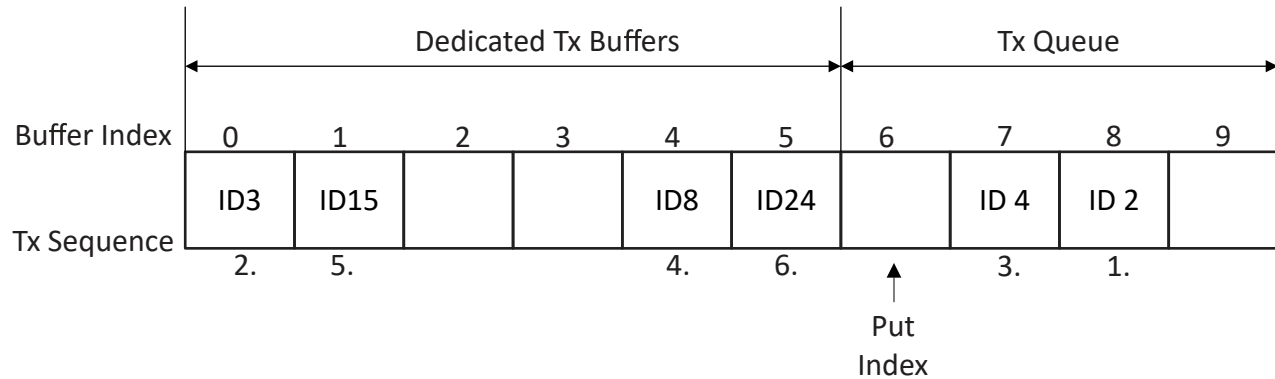 Dedicated Tx Buffers Tx Queue
Buffer Index 0 1 2 3 4 5 6 7 8 9
ID3 ID15 ID8 ID24 ID 4 ID 2
Tx Sequence
2. 5. 4. 6. 3. 1.
Put
Index